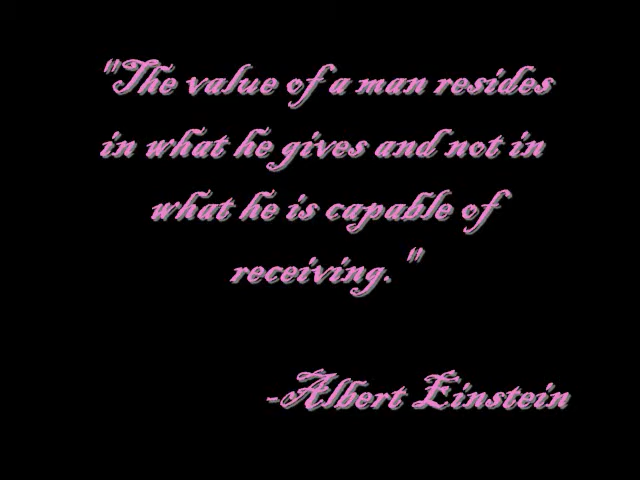 "The value of a man resides
in what he gives and not in
what he is capable of
receiving."
-Albert Einstein